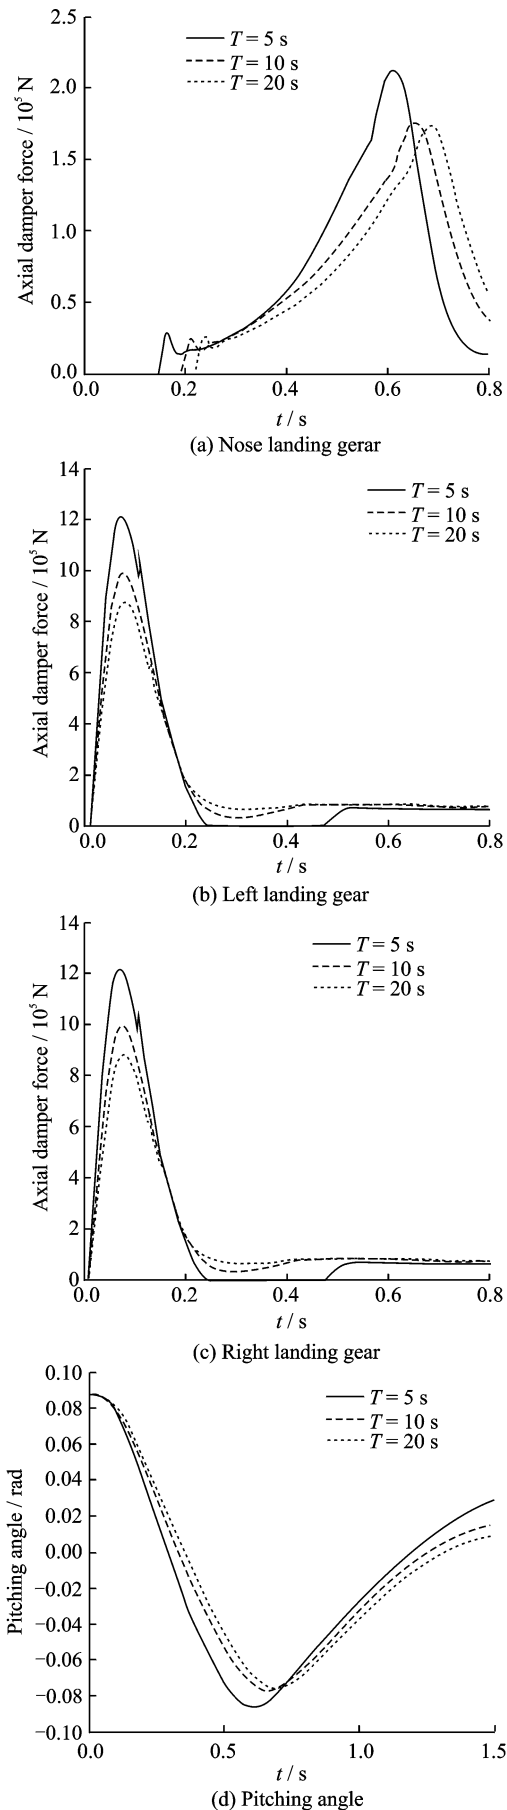 2.5
T = 5 s
T = 10 s
T = 20 s
2.0
1.5
1.0
0.5
0.0
Axial damper force / 10⁵ N
0.0 0.2 0.4 0.6 0.8
t / s
(a) Nose landing gerar
14
T = 5 s
T = 10 s
T = 20 s
12
10
8
6
4
2
0
Axial damper force / 10⁵ N
0.0 0.2 0.4 0.6 0.8
t / s
(b) Left landing gear
14
T = 5 s
T = 10 s
T = 20 s
12
10
8
6
4
2
0
Axial damper force / 10⁵ N
0.0 0.2 0.4 0.6 0.8
t / s
(c) Right landing gear
0.10
T = 5 s
T = 10 s
T = 20 s
0.08
0.06
0.04
0.02
0.00
−0.02
−0.04
−0.06
−0.08
−0.10
Pitching angle / rad
0.0 0.5 1.0 1.5
t / s
(d) Pitching angle